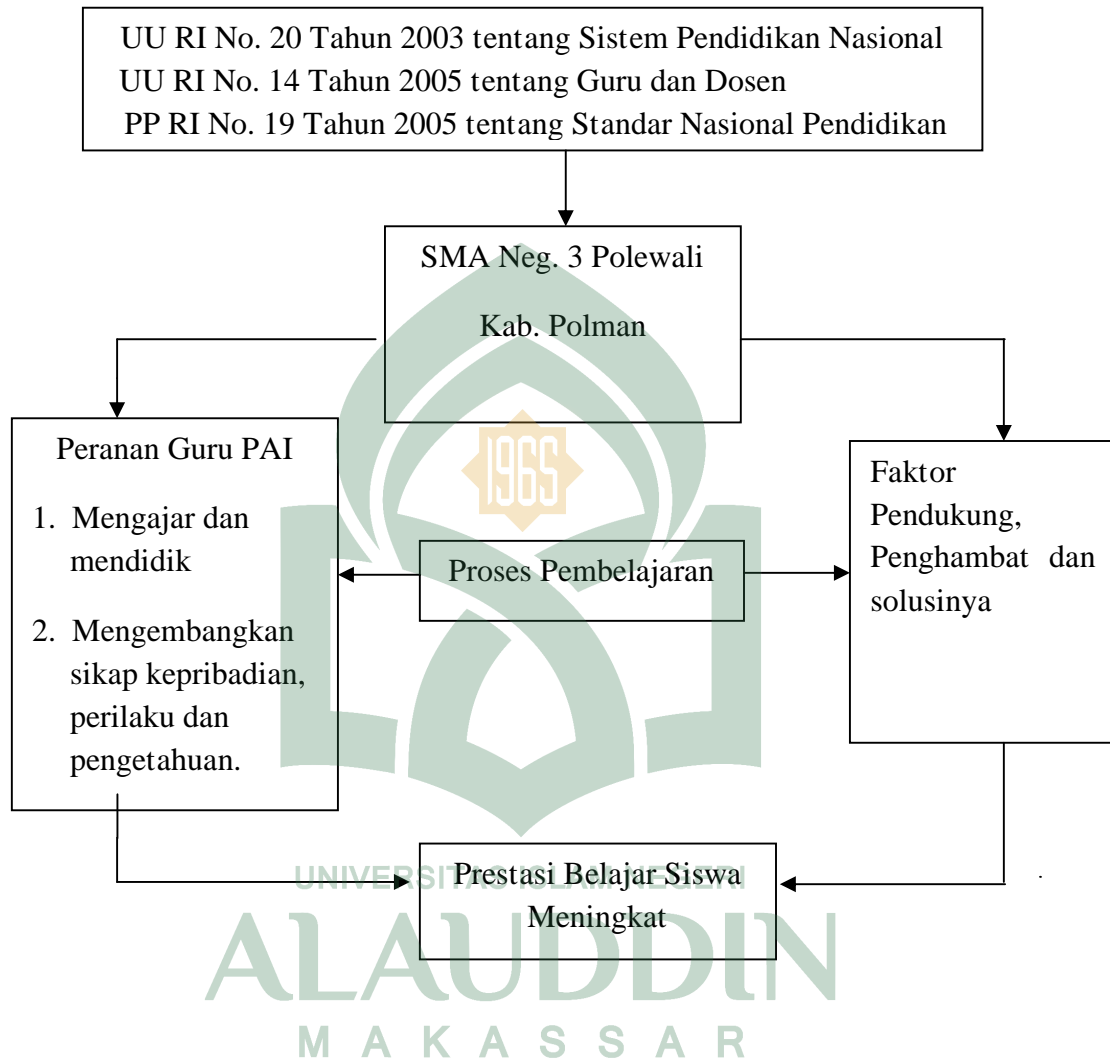 UU RI No. 20 Tahun 2003 tentang Sistem Pendidikan Nasional
UU RI No. 14 Tahun 2005 tentang Guru dan Dosen
PP RI No. 19 Tahun 2005 tentang Standar Nasional Pendidikan
SMA Neg. 3 Polewali
Kab. Polman
Peranan Guru PAI
1. Mengajar dan
mendidik
2. Mengembangkan
sikap kepribadian,
perilaku dan
pengetahuan.
1965
Proses Pembelajaran
Faktor
Pendukung,
Penghambat dan
solusinya
Prestasi Belajar Siswa
Meningkat
UNIVERSITAS ISLAM NEGERI
ALAUDDIN
MAKASSAR